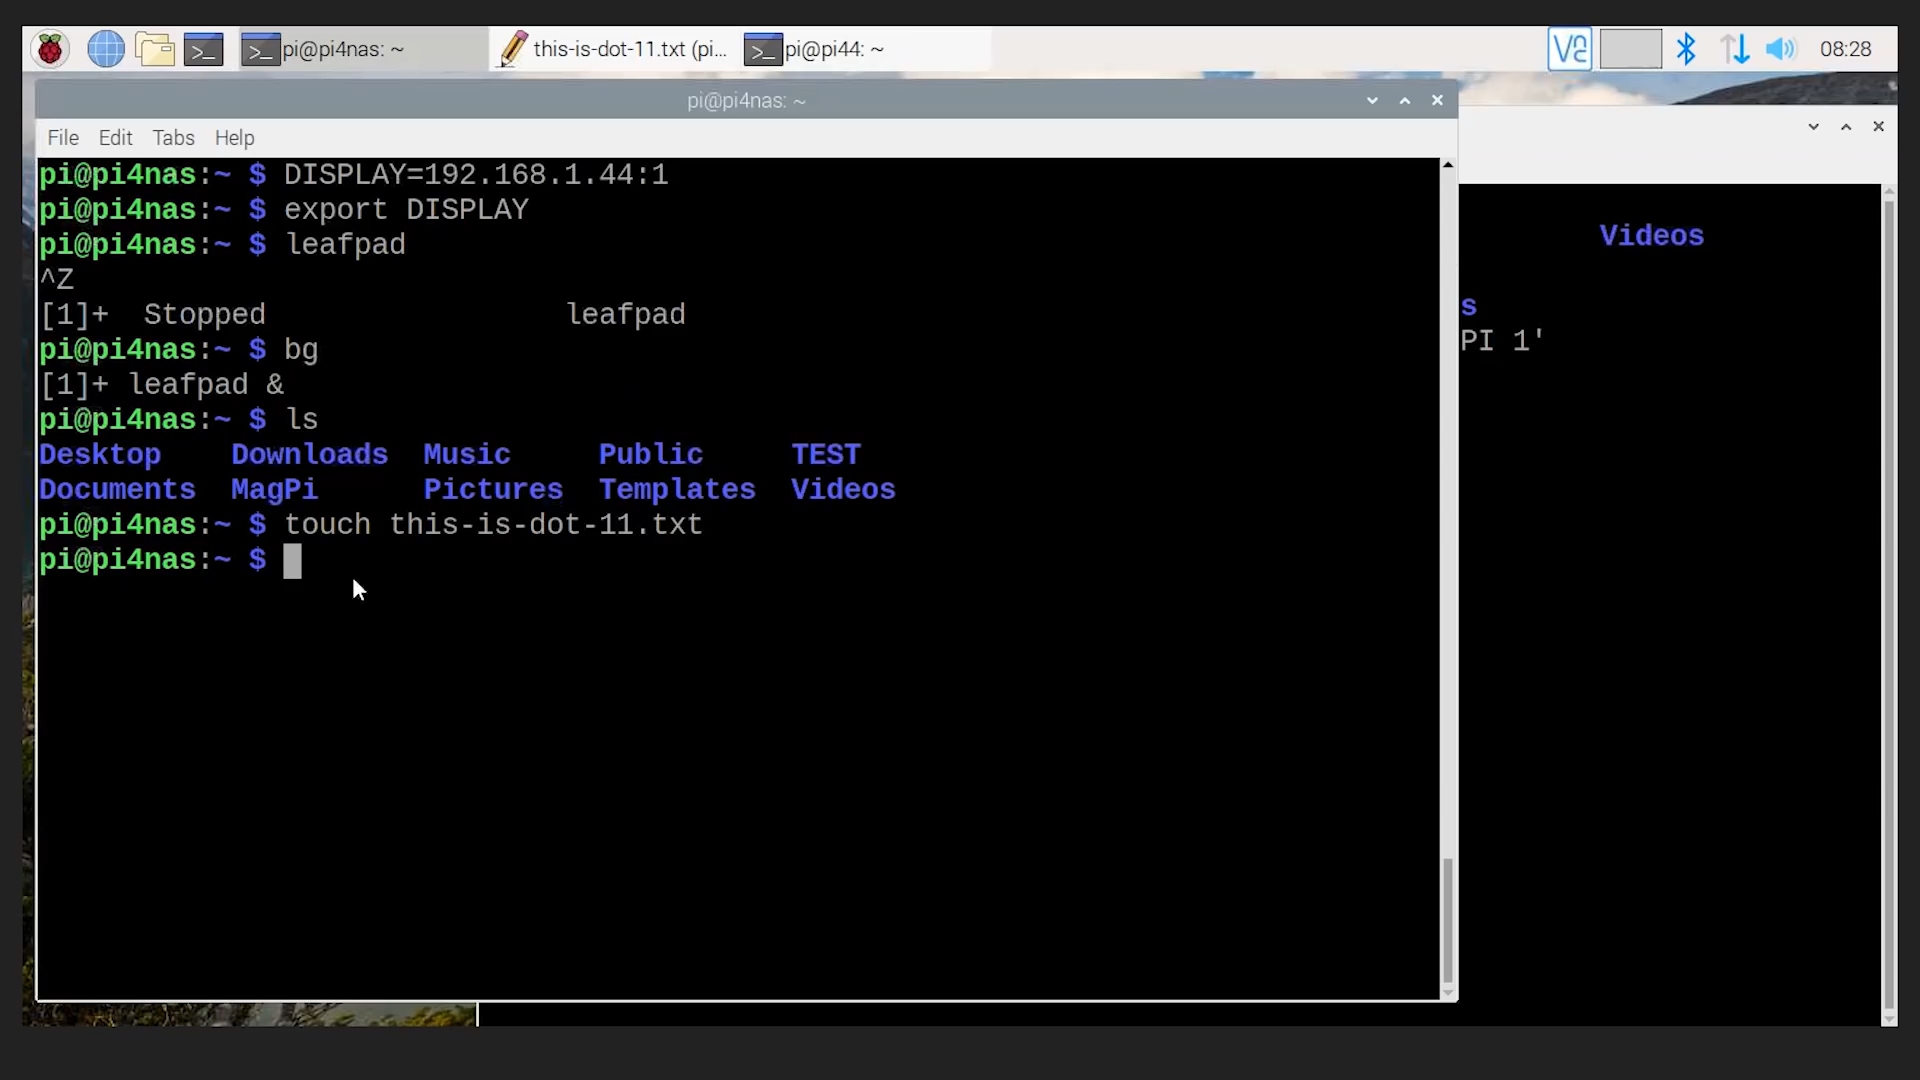 pi@pi4nas: ~
this-is-dot-11.txt (pi...
pi@pi44: ~
08:28
pi@pi4nas: ~
File Edit Tabs Help
pi@pi4nas:~ $ DISPLAY=192.168.1.44:1
pi@pi4nas:~ $ export DISPLAY
pi@pi4nas:~ $ leafpad
^Z
[1]+  Stopped                 leafpad
pi@pi4nas:~ $ bg
[1]+ leafpad &
pi@pi4nas:~ $ ls
Desktop    Downloads  Music     Public     TEST
Documents  MagPi      Pictures  Templates  Videos
pi@pi4nas:~ $ touch this-is-dot-11.txt
pi@pi4nas:~ $
Videos
s
PI 1'